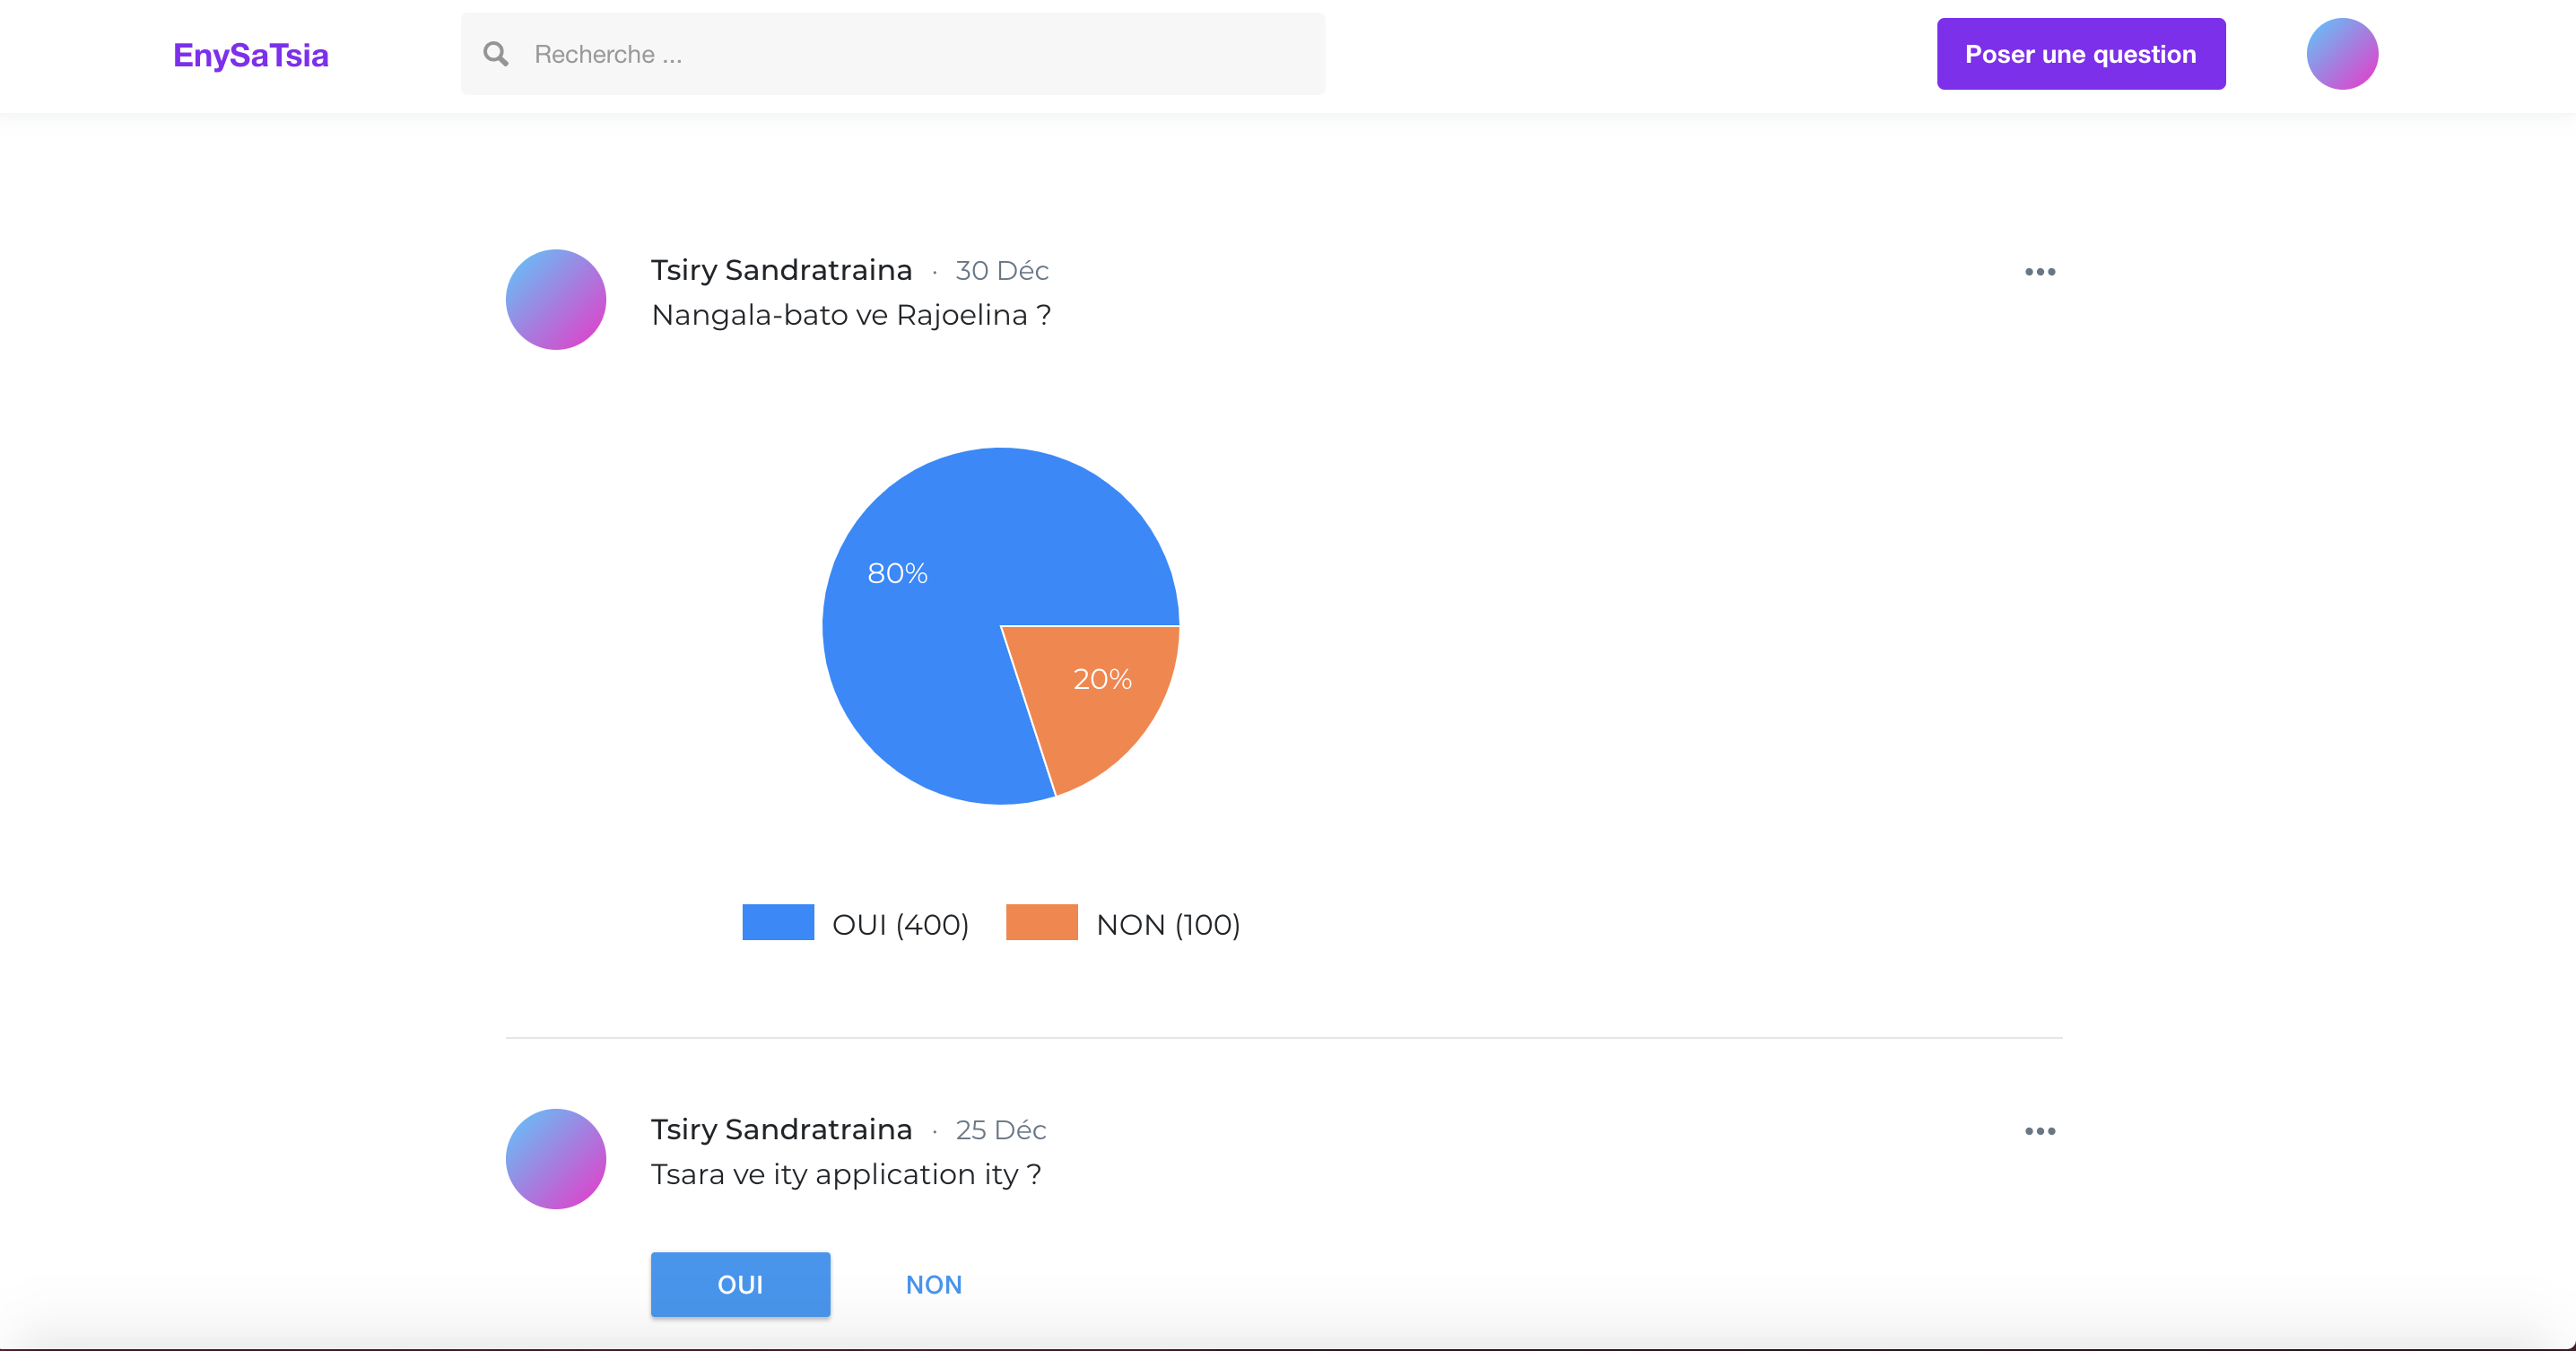 EnySaTsia
Recherche ...
Poser une question
Tsiry Sandratraina · 30 Déc
Nangala-bato ve Rajoelina ?
80%
20%
OUI (400)
NON (100)
Tsiry Sandratraina · 25 Déc
Tsara ve ity application ity ?
OUI
NON